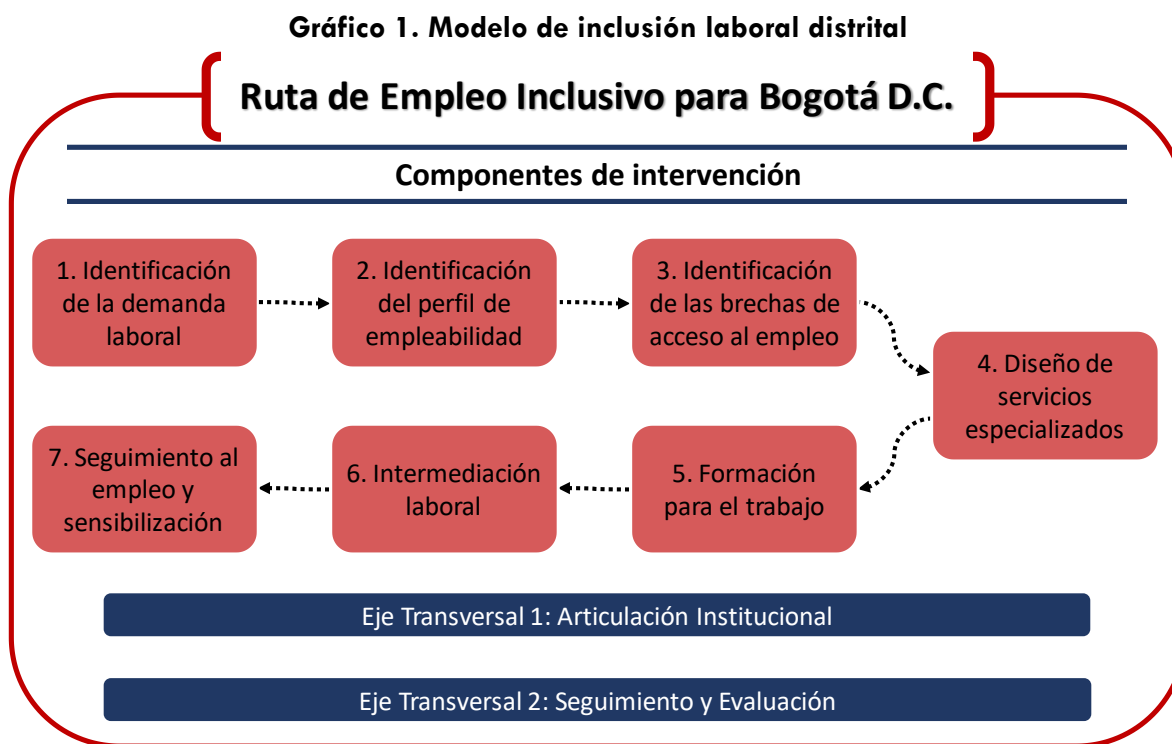 Gráfico 1. Modelo de inclusión laboral distrital
Ruta de Empleo Inclusivo para Bogotá D.C.
Componentes de intervención
1. Identificación
de la demanda
laboral
2. Identificación
del perfil de
empleabilidad
3. Identificación
de las brechas de
acceso al empleo
4. Diseño de
servicios
especializados
5. Formación
para el trabajo
6. Intermediación
laboral
7. Seguimiento al
empleo y
sensibilización
Eje Transversal 1: Articulación Institucional
Eje Transversal 2: Seguimiento y Evaluación